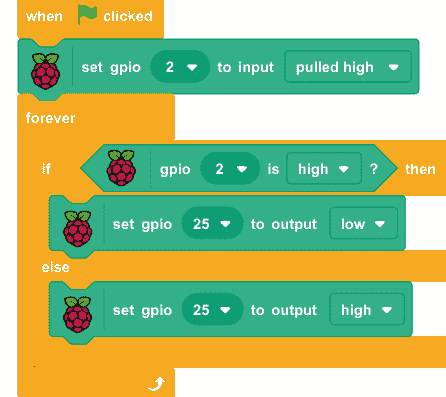 when clicked
set gpio 2 to input pulled high
forever
if gpio 2 is high ? then
set gpio 25 to output low
else
set gpio 25 to output high